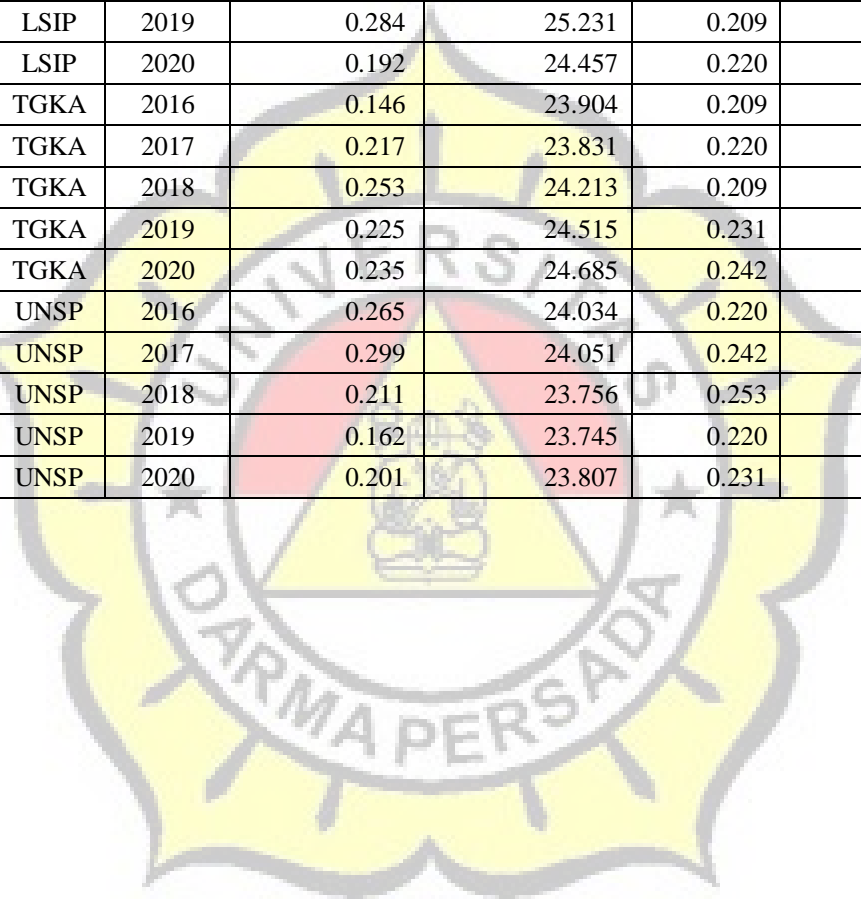 LSIP 2019 0.284 25.231 0.209
LSIP 2020 0.192 24.457 0.220
TGKA 2016 0.146 23.904 0.209
TGKA 2017 0.217 23.831 0.220
TGKA 2018 0.253 24.213 0.209
TGKA 2019 0.225 24.515 0.231
TGKA 2020 0.235 24.685 0.242
UNSP 2016 0.265 24.034 0.220
UNSP 2017 0.299 24.051 0.242
UNSP 2018 0.211 23.756 0.253
UNSP 2019 0.162 23.745 0.220
UNSP 2020 0.201 23.807 0.231
UNIVERSITAS
DARMA PERSADA